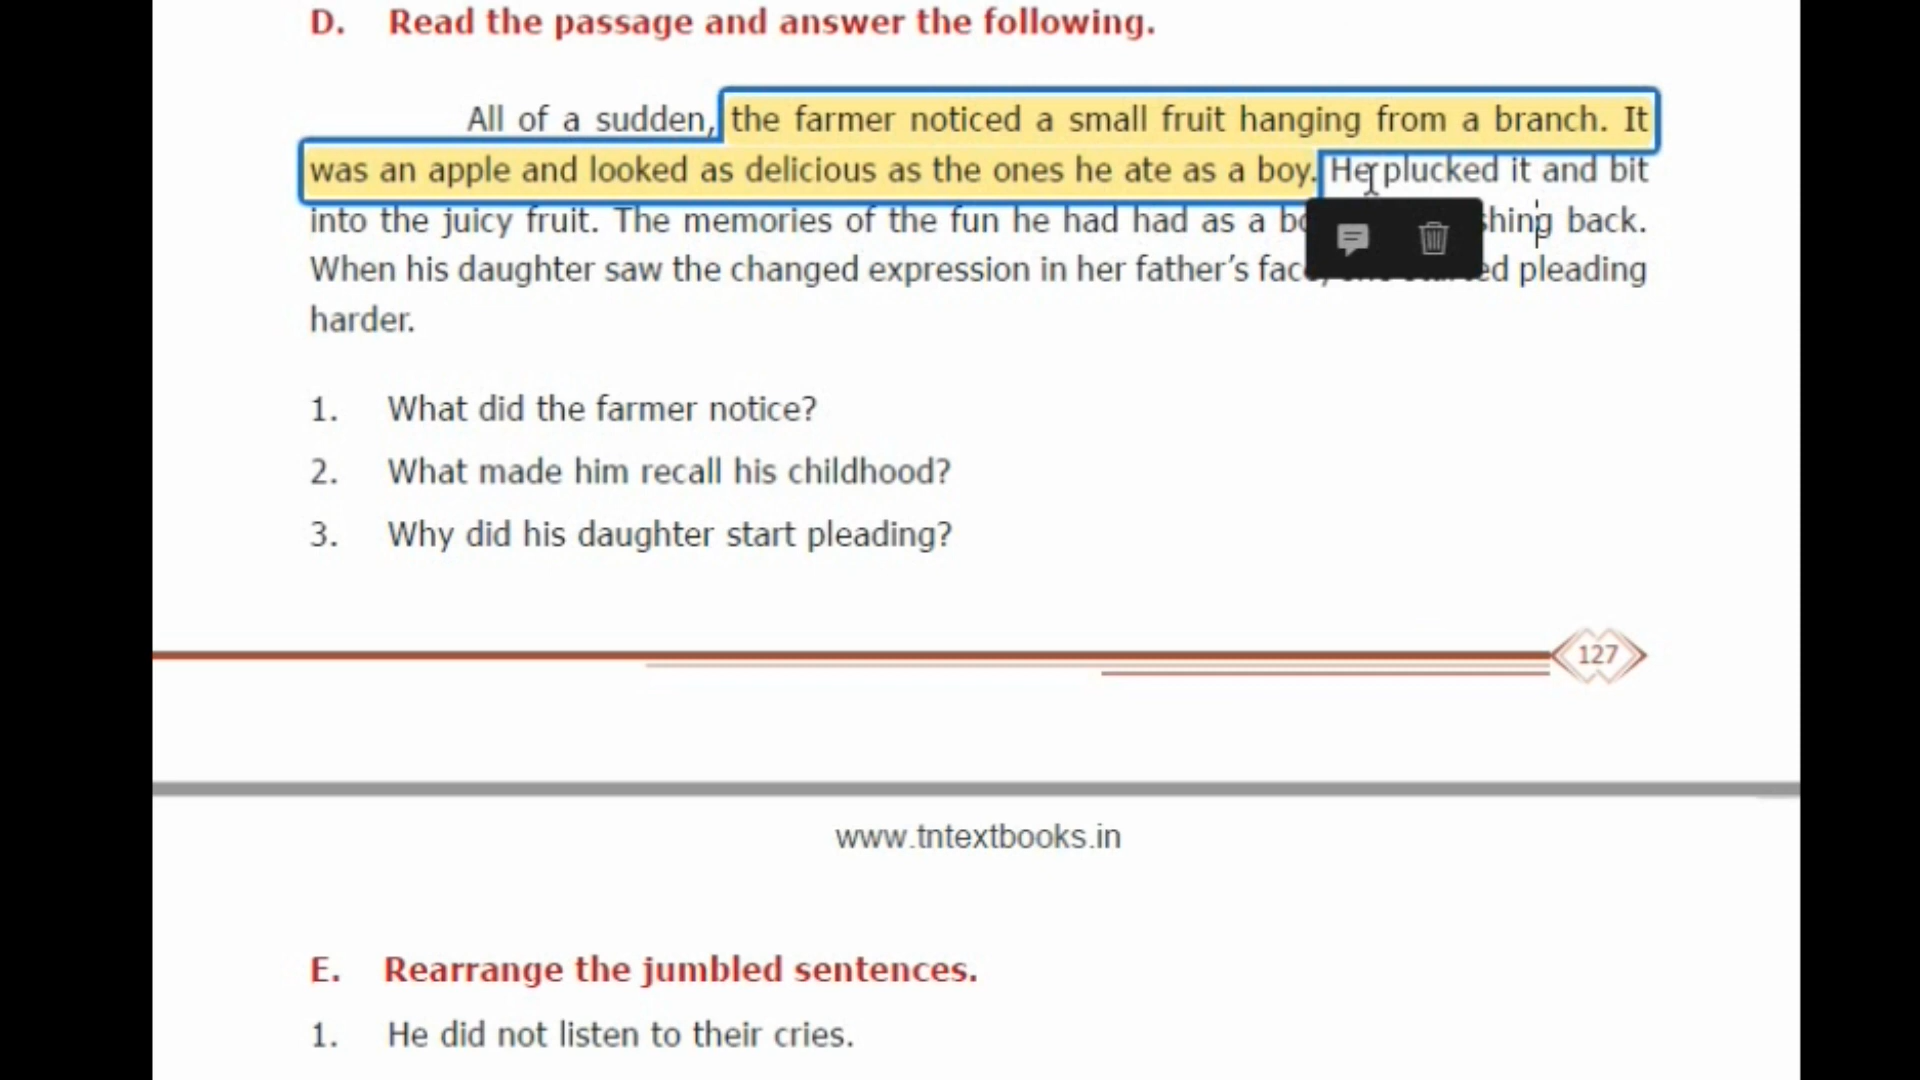 D. Read the passage and answer the following.
All of a sudden, the farmer noticed a small fruit hanging from a branch. It
was an apple and looked as delicious as the ones he ate as a boy. He plucked it and bit
into the juicy fruit. The memories of the fun he had had as a back.
When his daughter saw the changed expression in her father’s face, pleading
harder.
1. What did the farmer notice?
2. What made him recall his childhood?
3. Why did his daughter start pleading?
127
www.tntextbooks.in
E. Rearrange the jumbled sentences.
1. He did not listen to their cries.